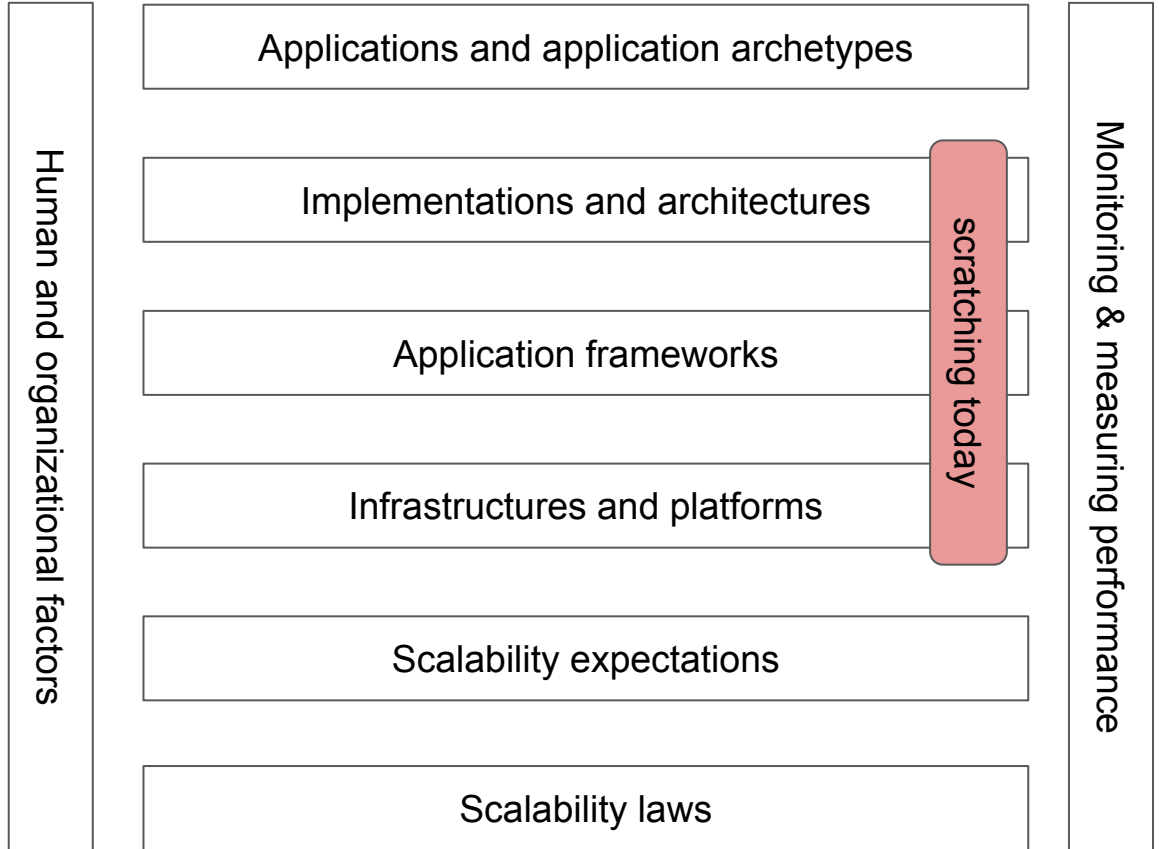 Human and organizational factors
Applications and application archetypes
Implementations and architectures
Application frameworks
Infrastructures and platforms
Scalability expectations
Scalability laws
scratching today
Monitoring & measuring performance